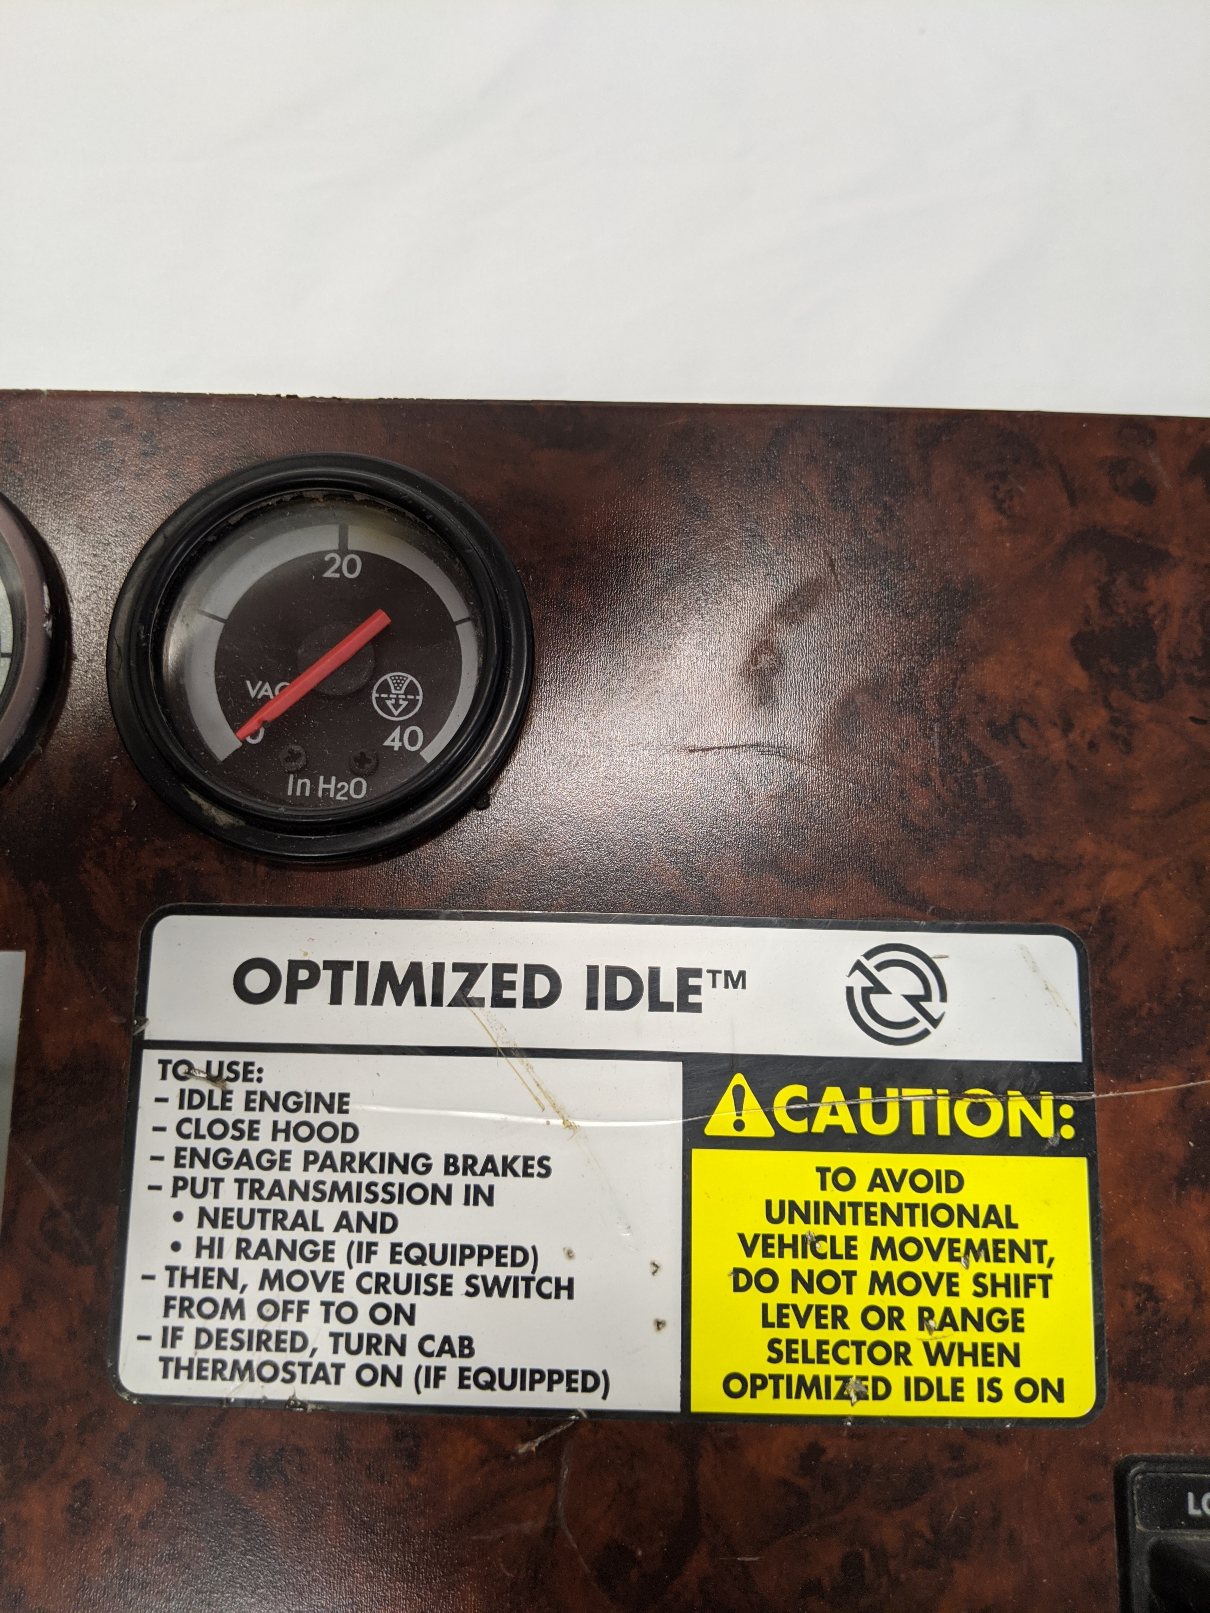 20
VAC
0
40
In H2O
OPTIMIZED IDLE™
TO USE:
– IDLE ENGINE
– CLOSE HOOD
– ENGAGE PARKING BRAKES
– PUT TRANSMISSION IN
• NEUTRAL AND
• HI RANGE (IF EQUIPPED)
– THEN, MOVE CRUISE SWITCH
FROM OFF TO ON
– IF DESIRED, TURN CAB
THERMOSTAT ON (IF EQUIPPED)
CAUTION:
TO AVOID
UNINTENTIONAL
VEHICLE MOVEMENT,
DO NOT MOVE SHIFT
LEVER OR RANGE
SELECTOR WHEN
OPTIMIZED IDLE IS ON